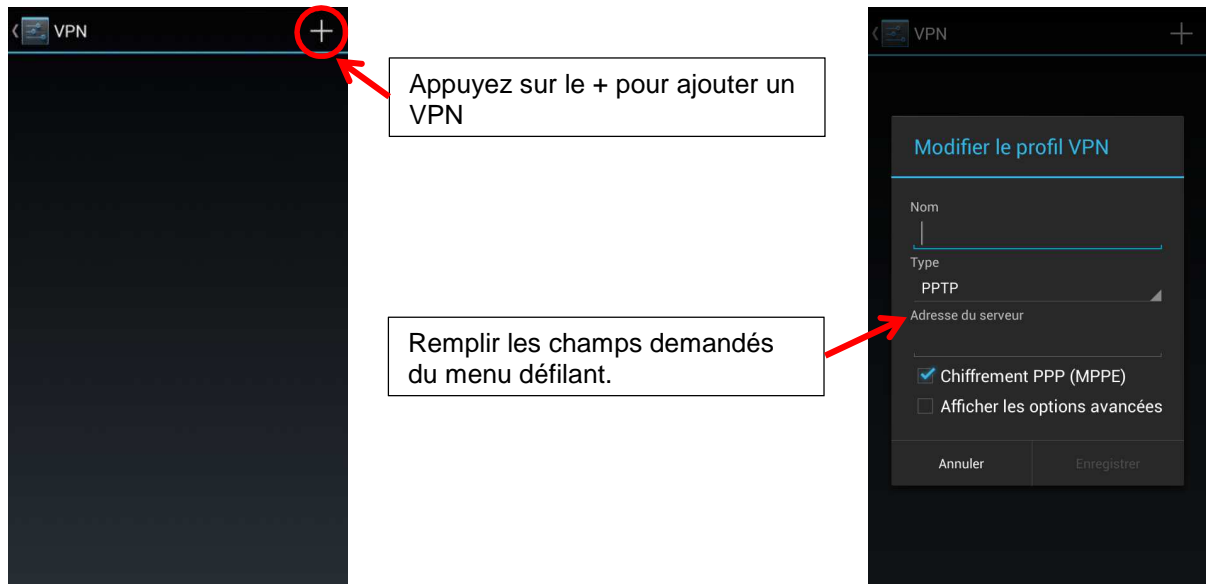 VPN
Appuyez sur le + pour ajouter un
VPN
Remplir les champs demandés
du menu défilant.
VPN
Modifier le profil VPN
Nom
Type
PPTP
Adresse du serveur
Chiffrement PPP (MPPE)
Afficher les options avancées
Annuler
Enregistrer